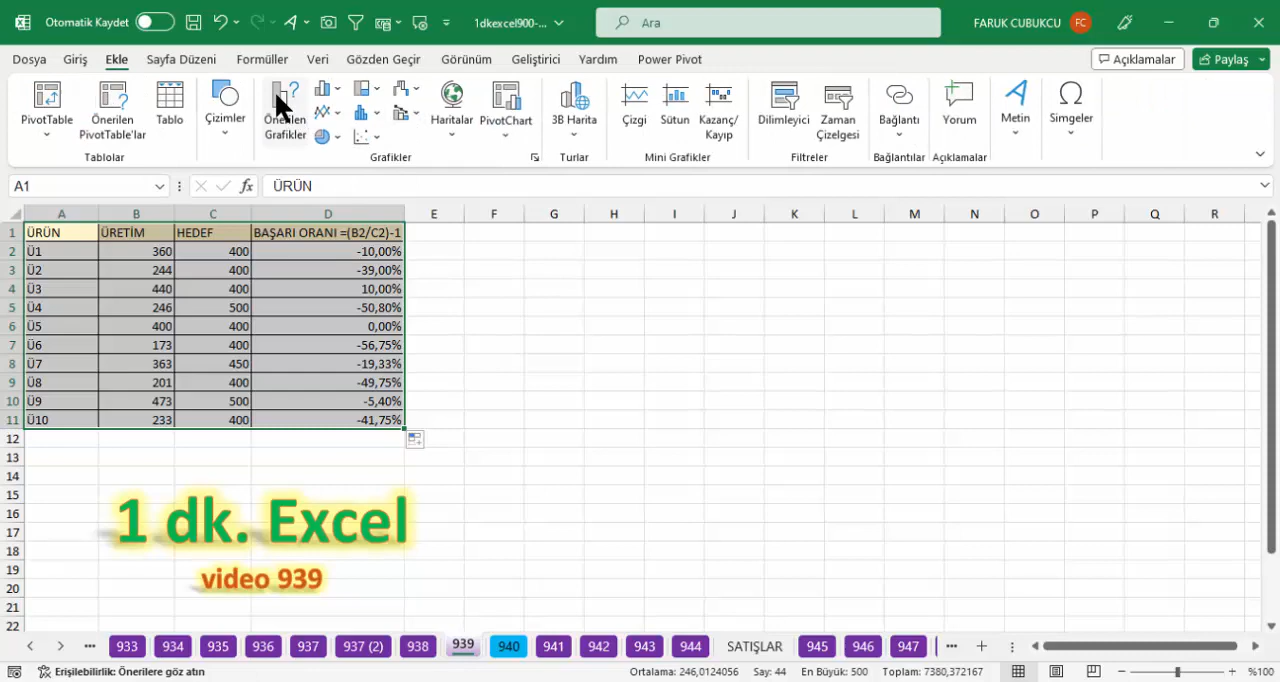 Otomatik Kaydet
1dkexcel900-...
Ara
FARUK CUBUKCU FC
Dosya Giriş Ekle Sayfa Düzeni Formüller Veri Gözden Geçir Görünüm Geliştirici Yardım Power Pivot
Açıklamalar Paylaş
PivotTable
Önerilen
PivotTable'lar
Tablo
Çizimler
Önerilen
Grafikler
Haritalar
PivotChart
3B Harita
Çizgi
Sütun
Kazanç/
Kayıp
Dilimleyici
Zaman
Çizelgesi
Bağlantı
Yorum
Metin
Simgeler
Tablolar Grafikler Turlar Mini Grafikler Filtreler Bağlantılar Açıklamalar
A1 fx ÜRÜN
A B C D E F G H I J K L M N O P Q R
1 ÜRÜN ÜRETİM HEDEF BAŞARI ORANI =(B2/C2)-1
2 Ü1 360 400 -10,00%
3 Ü2 244 400 -39,00%
4 Ü3 440 400 10,00%
5 Ü4 246 500 -50,80%
6 Ü5 400 400 0,00%
7 Ü6 173 400 -56,75%
8 Ü7 363 450 -19,33%
9 Ü8 201 400 -49,75%
10 Ü9 473 500 -5,40%
11 Ü10 233 400 -41,75%
12
13
14
15
16
17
18
19
20
21
22
1 dk. Excel
video 939
933 934 935 936 937 937 (2) 938 939 940 941 942 943 944 SATIŞLAR 945 946 947
Erişilebilirlik: Önerilere göz atın
Ortalama: 246,0124056 Say: 44 En Büyük: 500 Toplam: 7380,372167
%100